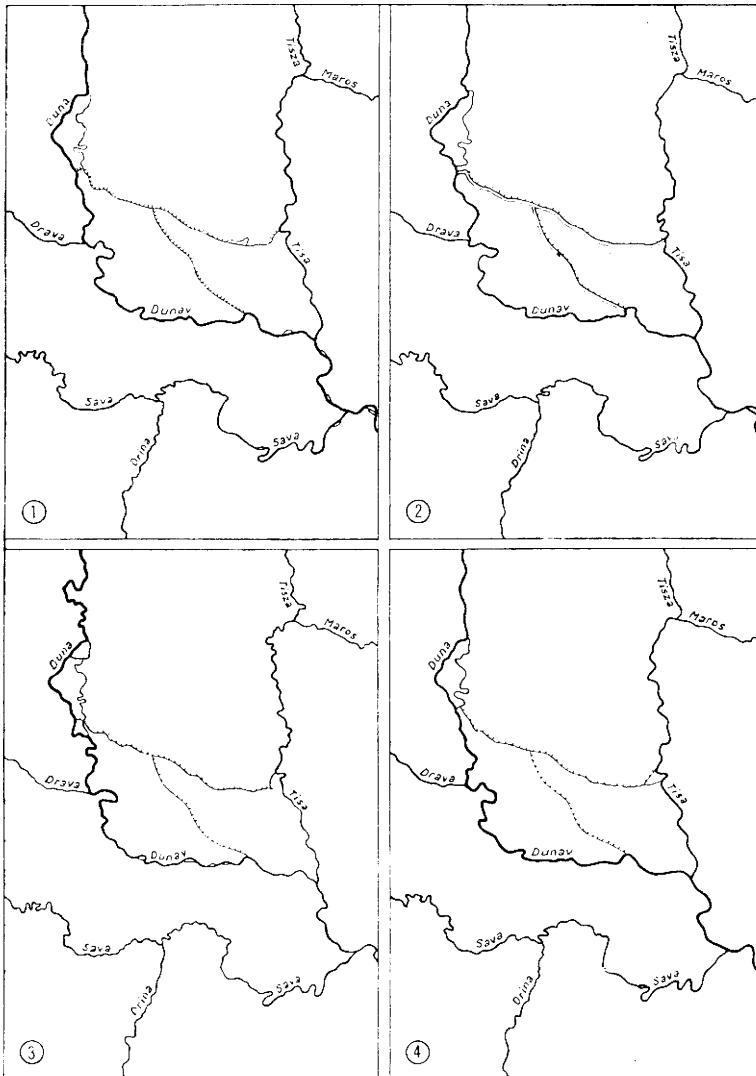 Tisza
Maros
Duna
Drava
Tisa
Dunav
Sava
Drina
Sava
1
Tisza
Maros
Duna
Drava
Tisa
Dunav
Sava
Drina
2
Tisza
Maros
Duna
Drava
Tisa
Dunav
Sava
Drina
Sava
3
Tisza
Maros
Duna
Drava
Tisa
Dunav
Sava
Drina
Sava
4